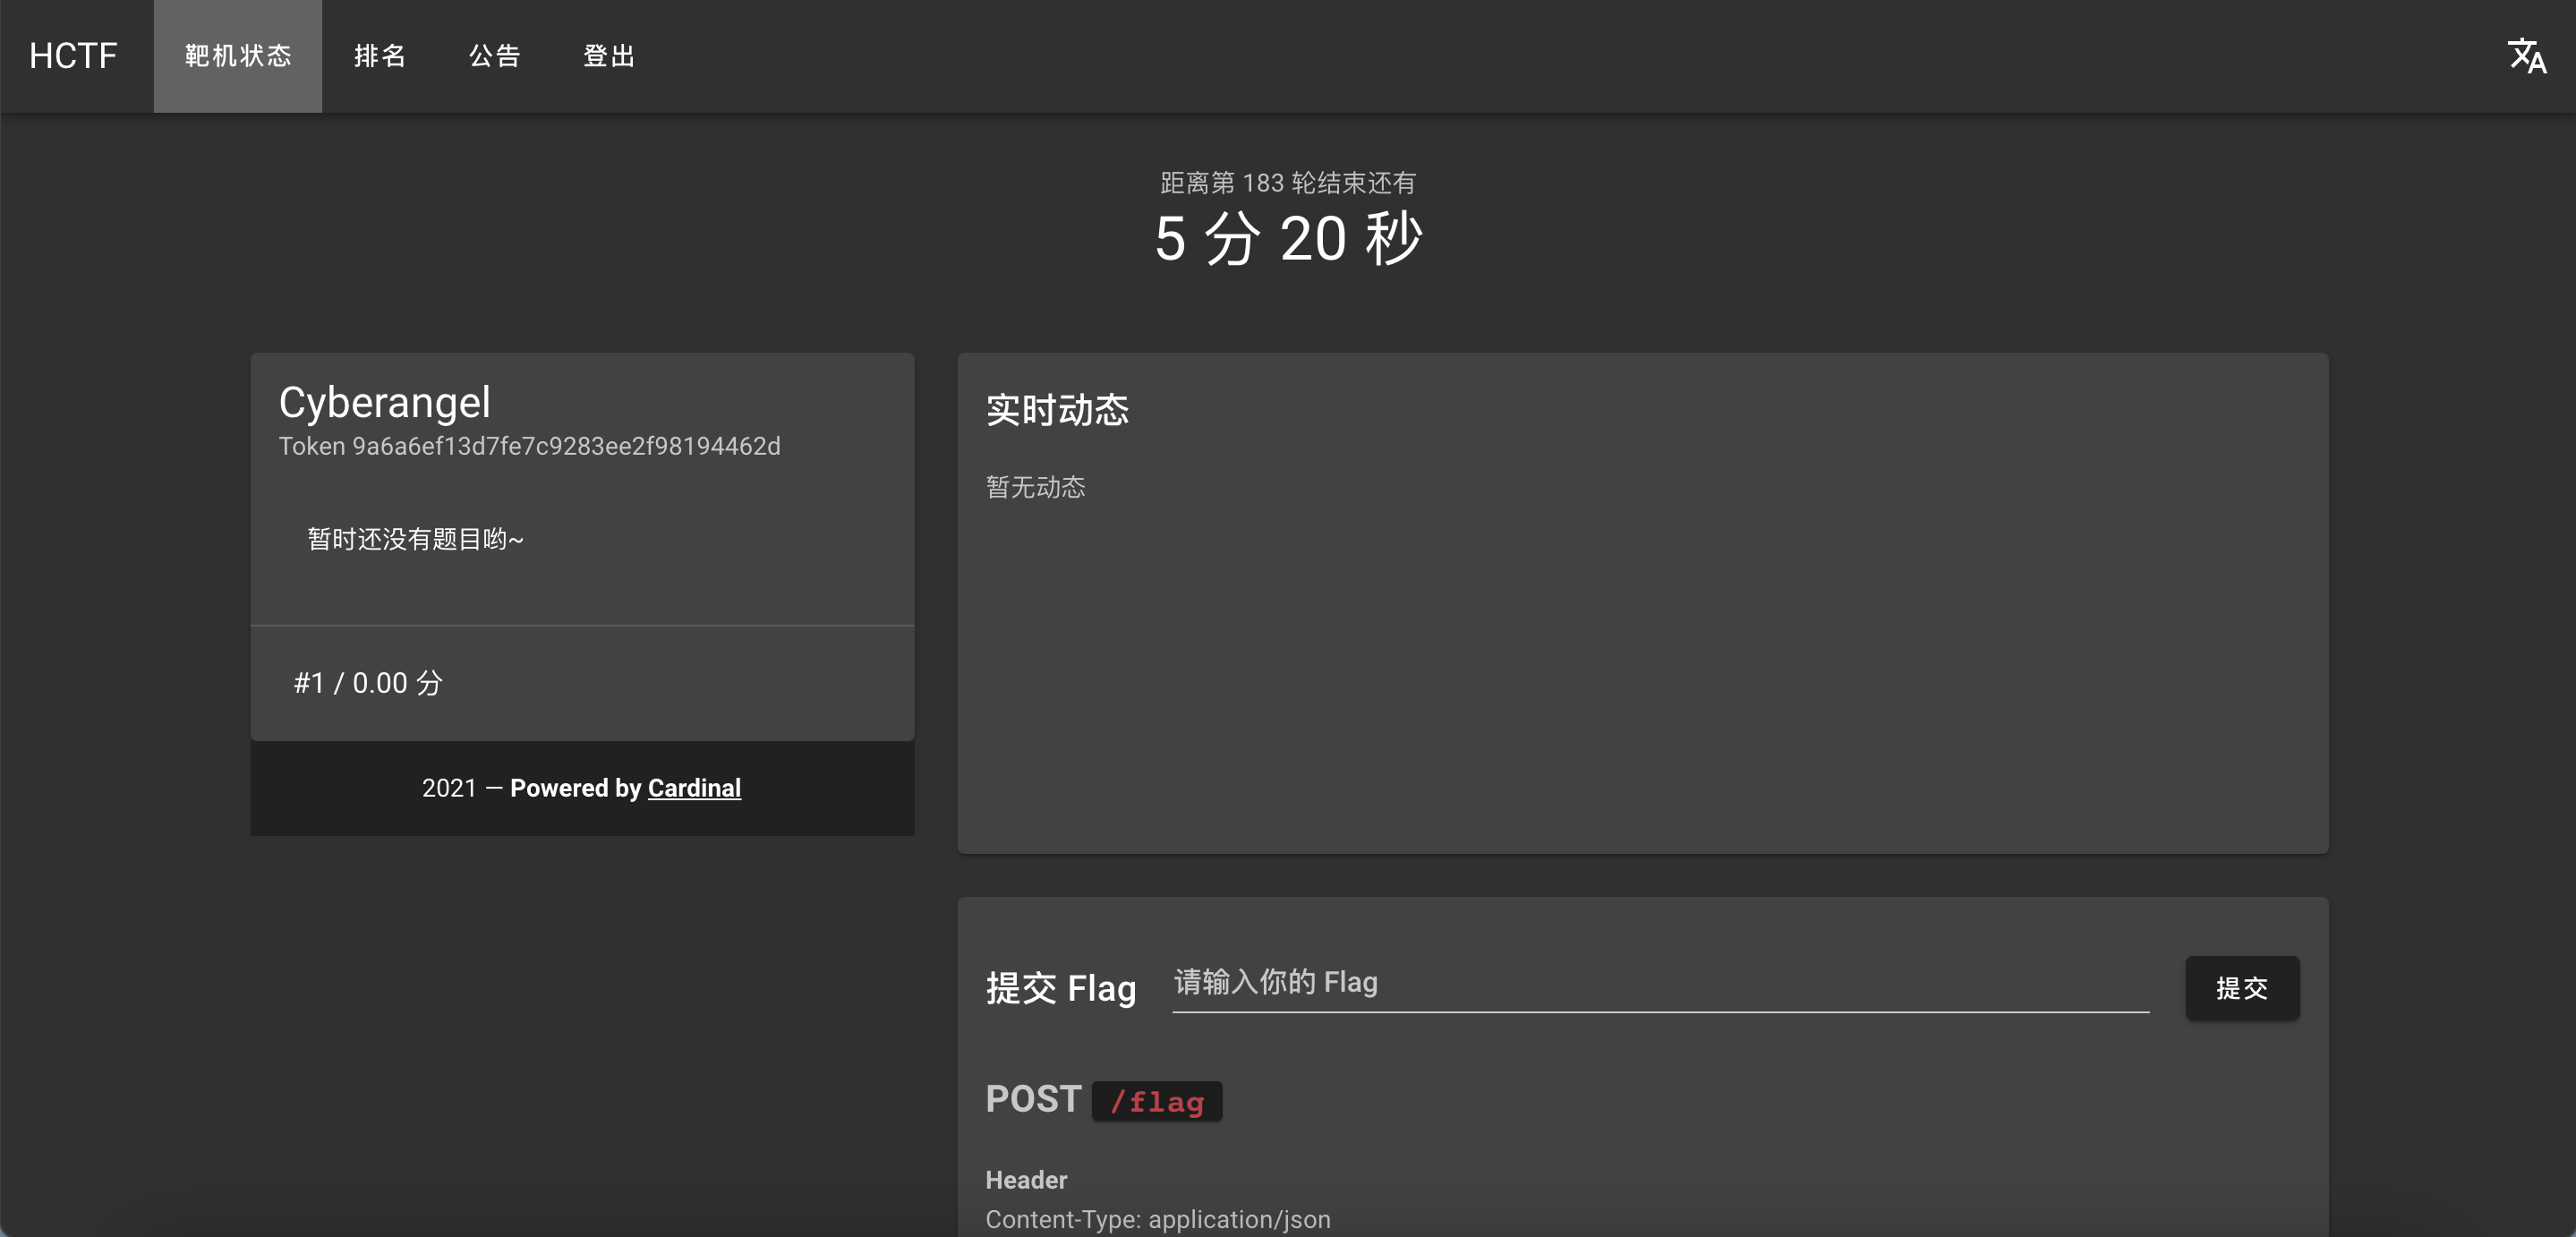 HCTF
靶机状态
排名
公告
登出
距离第 183 轮结束还有
5 分 20 秒
Cyberangel
Token 9a6a6ef13d7fe7c9283ee2f98194462d
暂时还没有题目哟~
#1 / 0.00 分
2021 — Powered by Cardinal
实时动态
暂无动态
提交 Flag
请输入你的 Flag
提交
POST /flag
Header
Content-Type: application/json